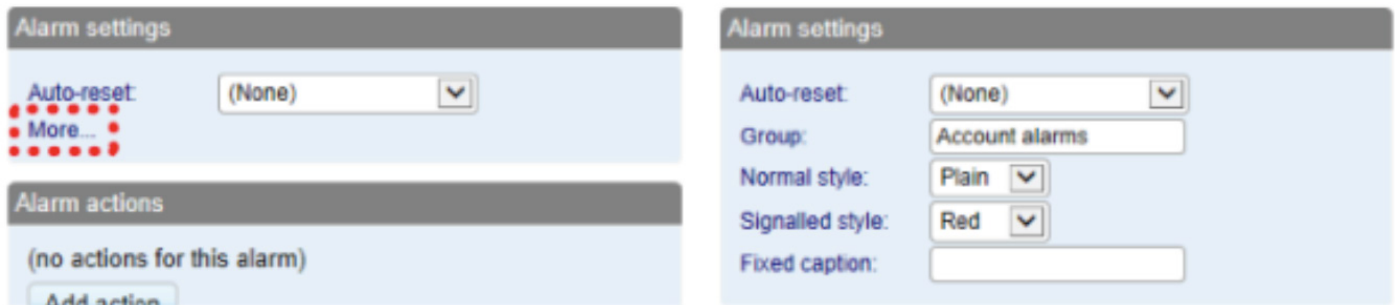 Alarm settings
Auto-reset: (None)
More...
Alarm actions
(no actions for this alarm)
Add action
Alarm settings
Auto-reset: (None)
Group: Account alarms
Normal style: Plain
Signalled style: Red
Fixed caption: